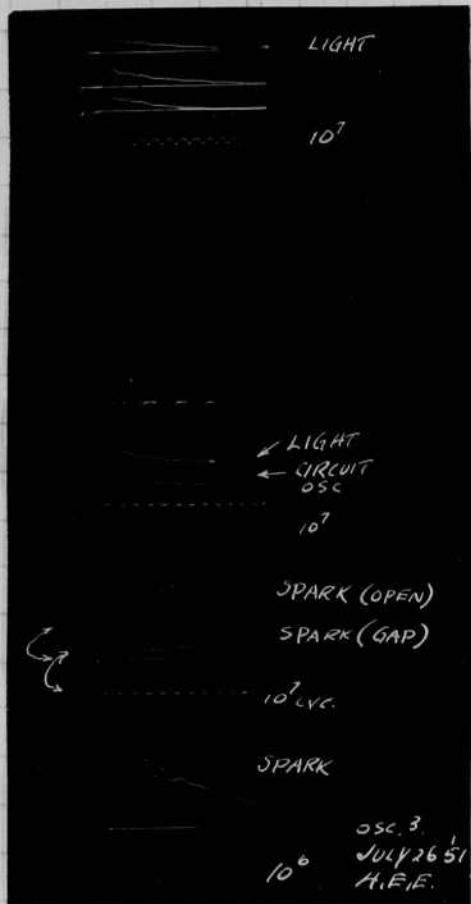 LIGHT
10⁷
LIGHT
CIRCUIT
OSC
10⁷
SPARK (OPEN)
SPARK (GAP)
10⁷ CYC.
SPARK
OSC. 3.
JULY 26 '51
10⁶
H.E.E.